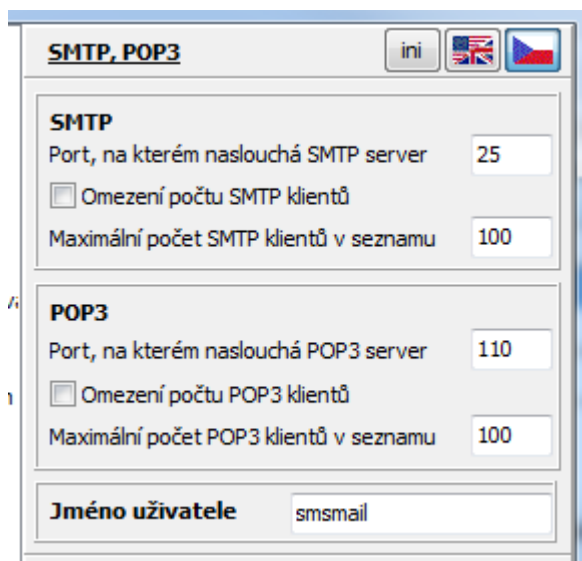 SMTP, POP3 ini
SMTP
Port, na kterém naslouchá SMTP server 25
Omezení počtu SMTP klientů
Maximální počet SMTP klientů v seznamu 100
POP3
Port, na kterém naslouchá POP3 server 110
Omezení počtu POP3 klientů
Maximální počet POP3 klientů v seznamu 100
Jméno uživatele smsmail